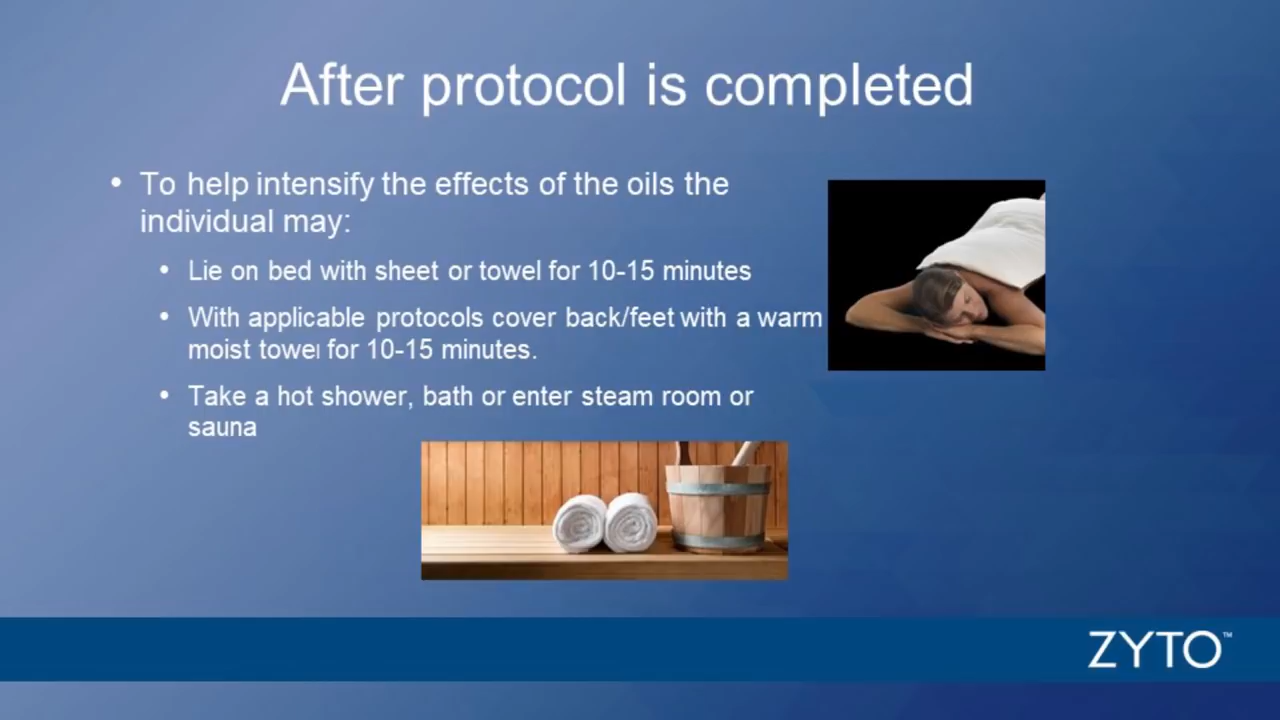 After protocol is completed
• To help intensify the effects of the oils the
individual may:
• Lie on bed with sheet or towel for 10-15 minutes
• With applicable protocols cover back/feet with a warm
moist towel for 10-15 minutes.
• Take a hot shower, bath or enter steam room or
sauna
ZYTO™